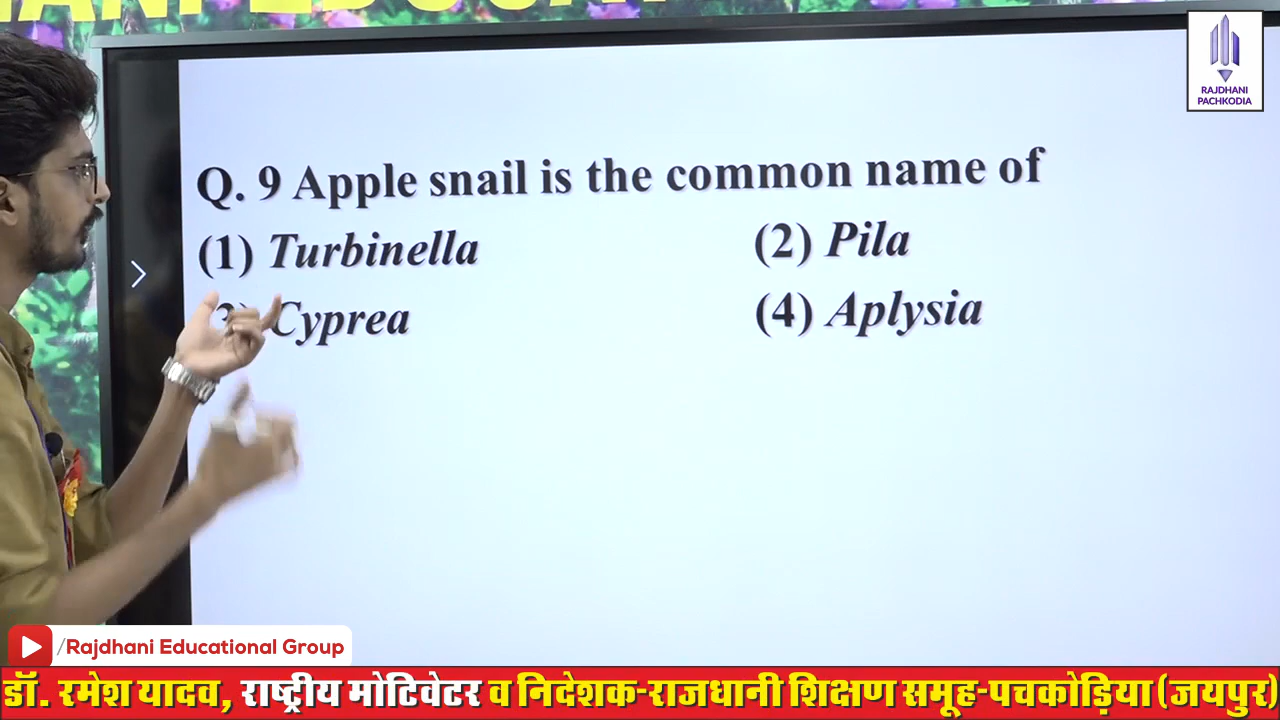 RAJDHANI
PACHKODIA
Q. 9 Apple snail is the common name of
(1) Turbinella
(2) Pila
Cyprea
(4) Aplysia
/Rajdhani Educational Group
डॉ. रमेश यादव, राष्ट्रीय मोटिवेटर व निदेशक-राजधानी शिक्षण समूह-पचकोड़िया (जयपुर)